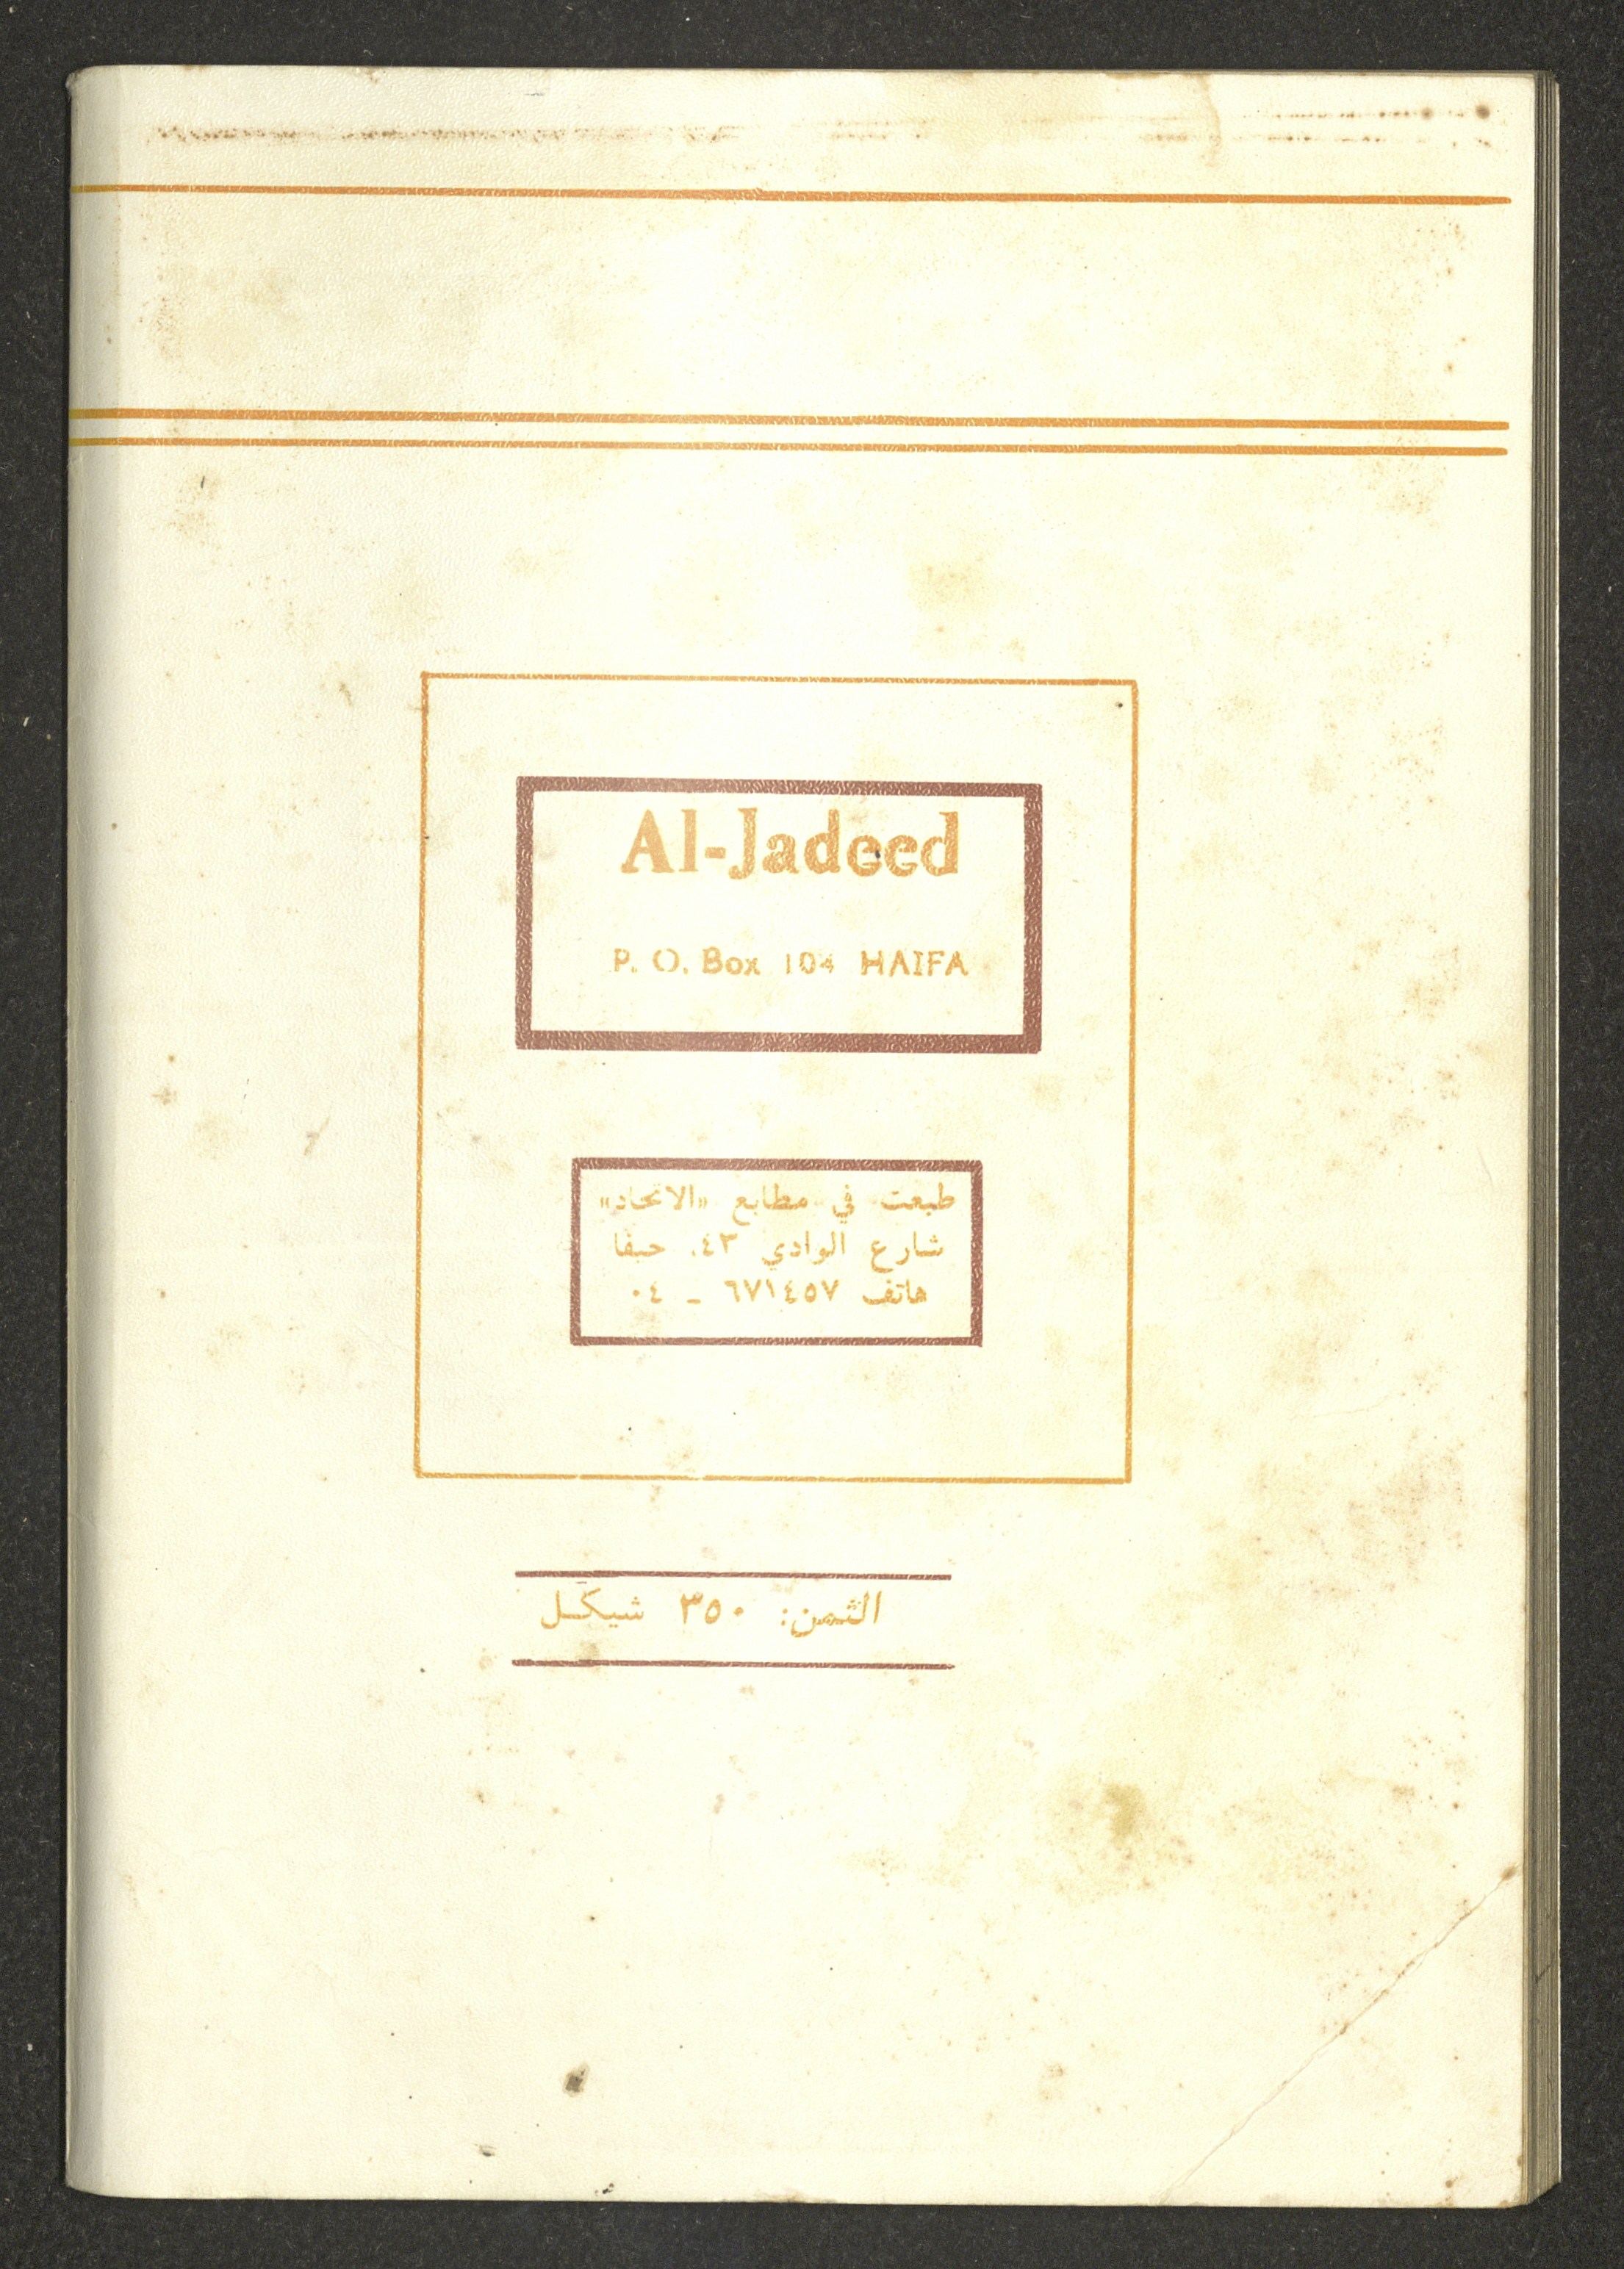 Al-Jadeed
P. O. Box 104 HAIFA
طبعت في مطابع «الاتحاد»
شارع الوادي ٤٣، حيفا
هاتف ٦٧١٤٥٧ - ٠٤
الثمن: ٣٥٠ شيكل